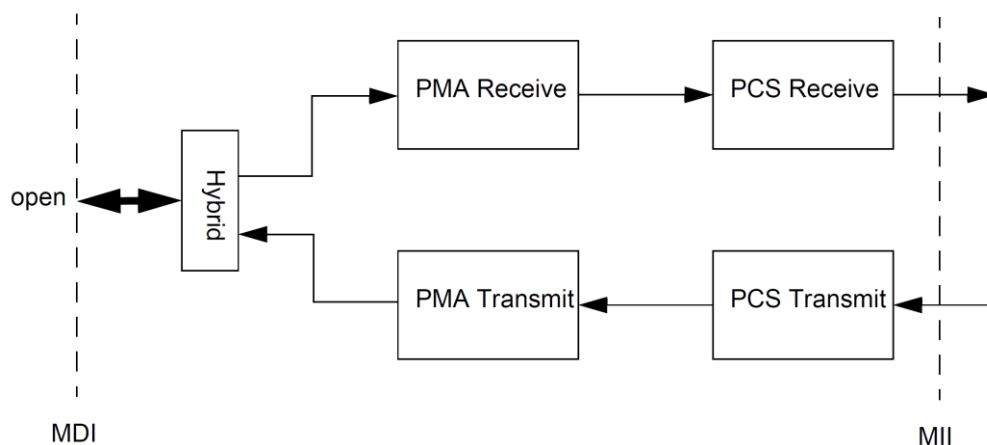 PMA Receive
PCS Receive
open
Hybrid
PMA Transmit
PCS Transmit
MDI
MII